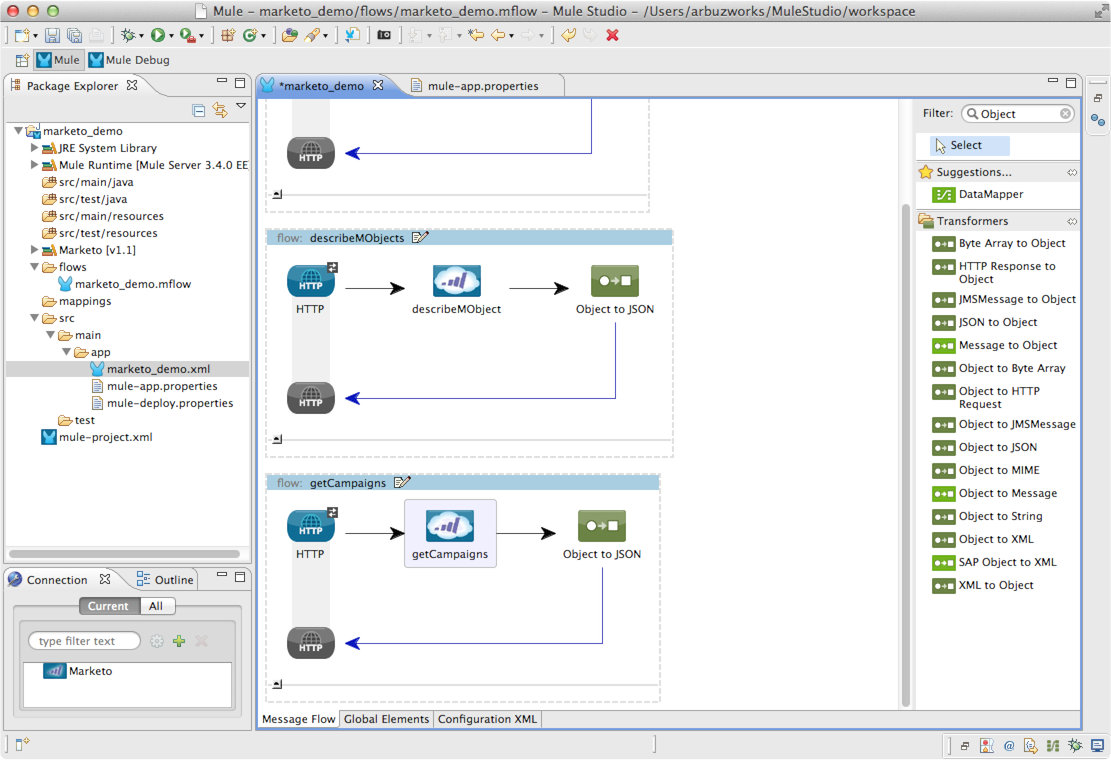 Mule – marketo_demo/flows/marketo_demo.mflow – Mule Studio – /Users/arbuzworks/MuleStudio/workspace
Mule
Mule Debug
Package Explorer
marketo_demo
JRE System Library
Mule Runtime [Mule Server 3.4.0 EE
src/main/java
src/test/java
src/main/resources
src/test/resources
Marketo [v1.1]
flows
marketo_demo.mflow
mappings
src
main
app
marketo_demo.xml
mule-app.properties
mule-deploy.properties
test
mule-project.xml
Connection
Outline
Current
All
type filter text
Marketo
*marketo_demo
mule-app.properties
HTTP
flow: describeMObjects
HTTP
HTTP
describeMObject
Object to JSON
HTTP
flow: getCampaigns
HTTP
HTTP
getCampaigns
Object to JSON
HTTP
Message Flow
Global Elements
Configuration XML
Filter:
Object
Select
Suggestions...
DataMapper
Transformers
Byte Array to Object
HTTP Response to
Object
JMSMessage to Object
JSON to Object
Message to Object
Object to Byte Array
Object to HTTP
Request
Object to JMSMessage
Object to JSON
Object to MIME
Object to Message
Object to String
Object to XML
SAP Object to XML
XML to Object